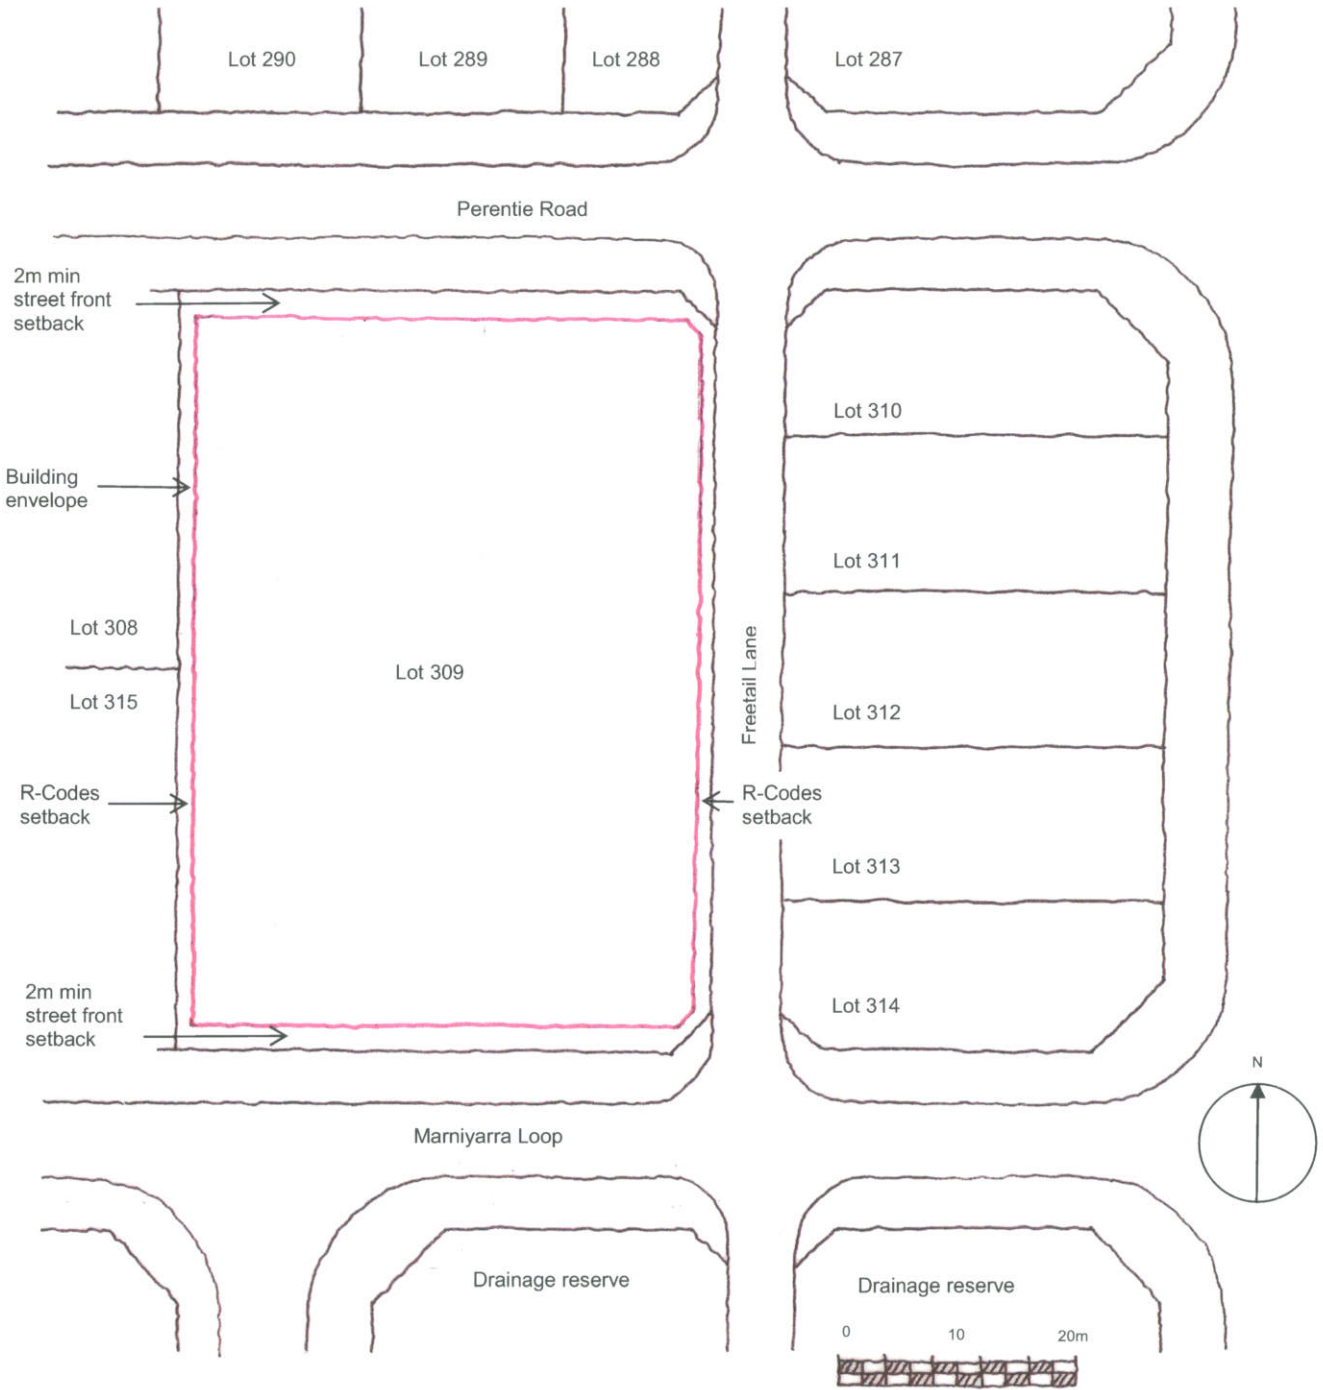 Lot 290
Lot 289
Lot 288
Lot 287
Perentie Road
2m min
street front
setback
Lot 310
Building
envelope
Lot 311
Lot 308
Lot 309
Lot 315
Freetail Lane
Lot 312
R-Codes
setback
R-Codes
setback
Lot 313
2m min
street front
setback
Lot 314
N
Marniyarra Loop
Drainage reserve
Drainage reserve
0 10 20m